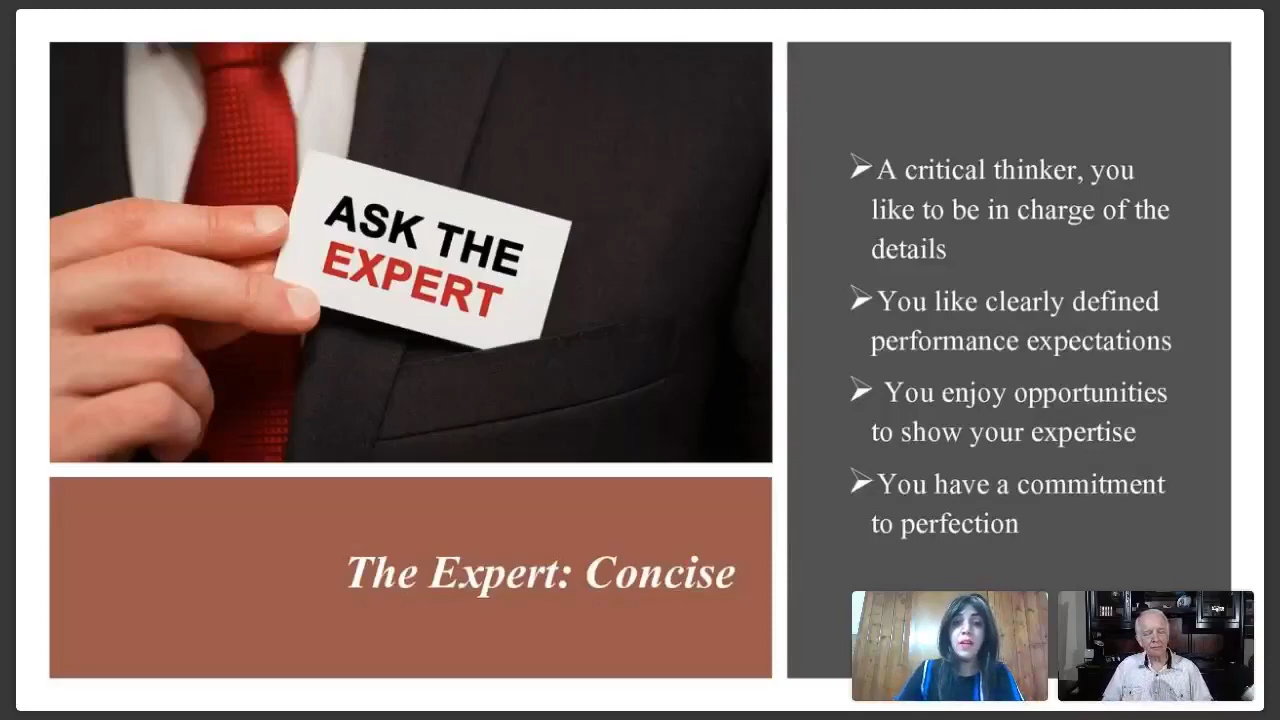 ASK THE
EXPERT
The Expert: Concise
A critical thinker, you
like to be in charge of the
details
You like clearly defined
performance expectations
You enjoy opportunities
to show your expertise
You have a commitment
to perfection